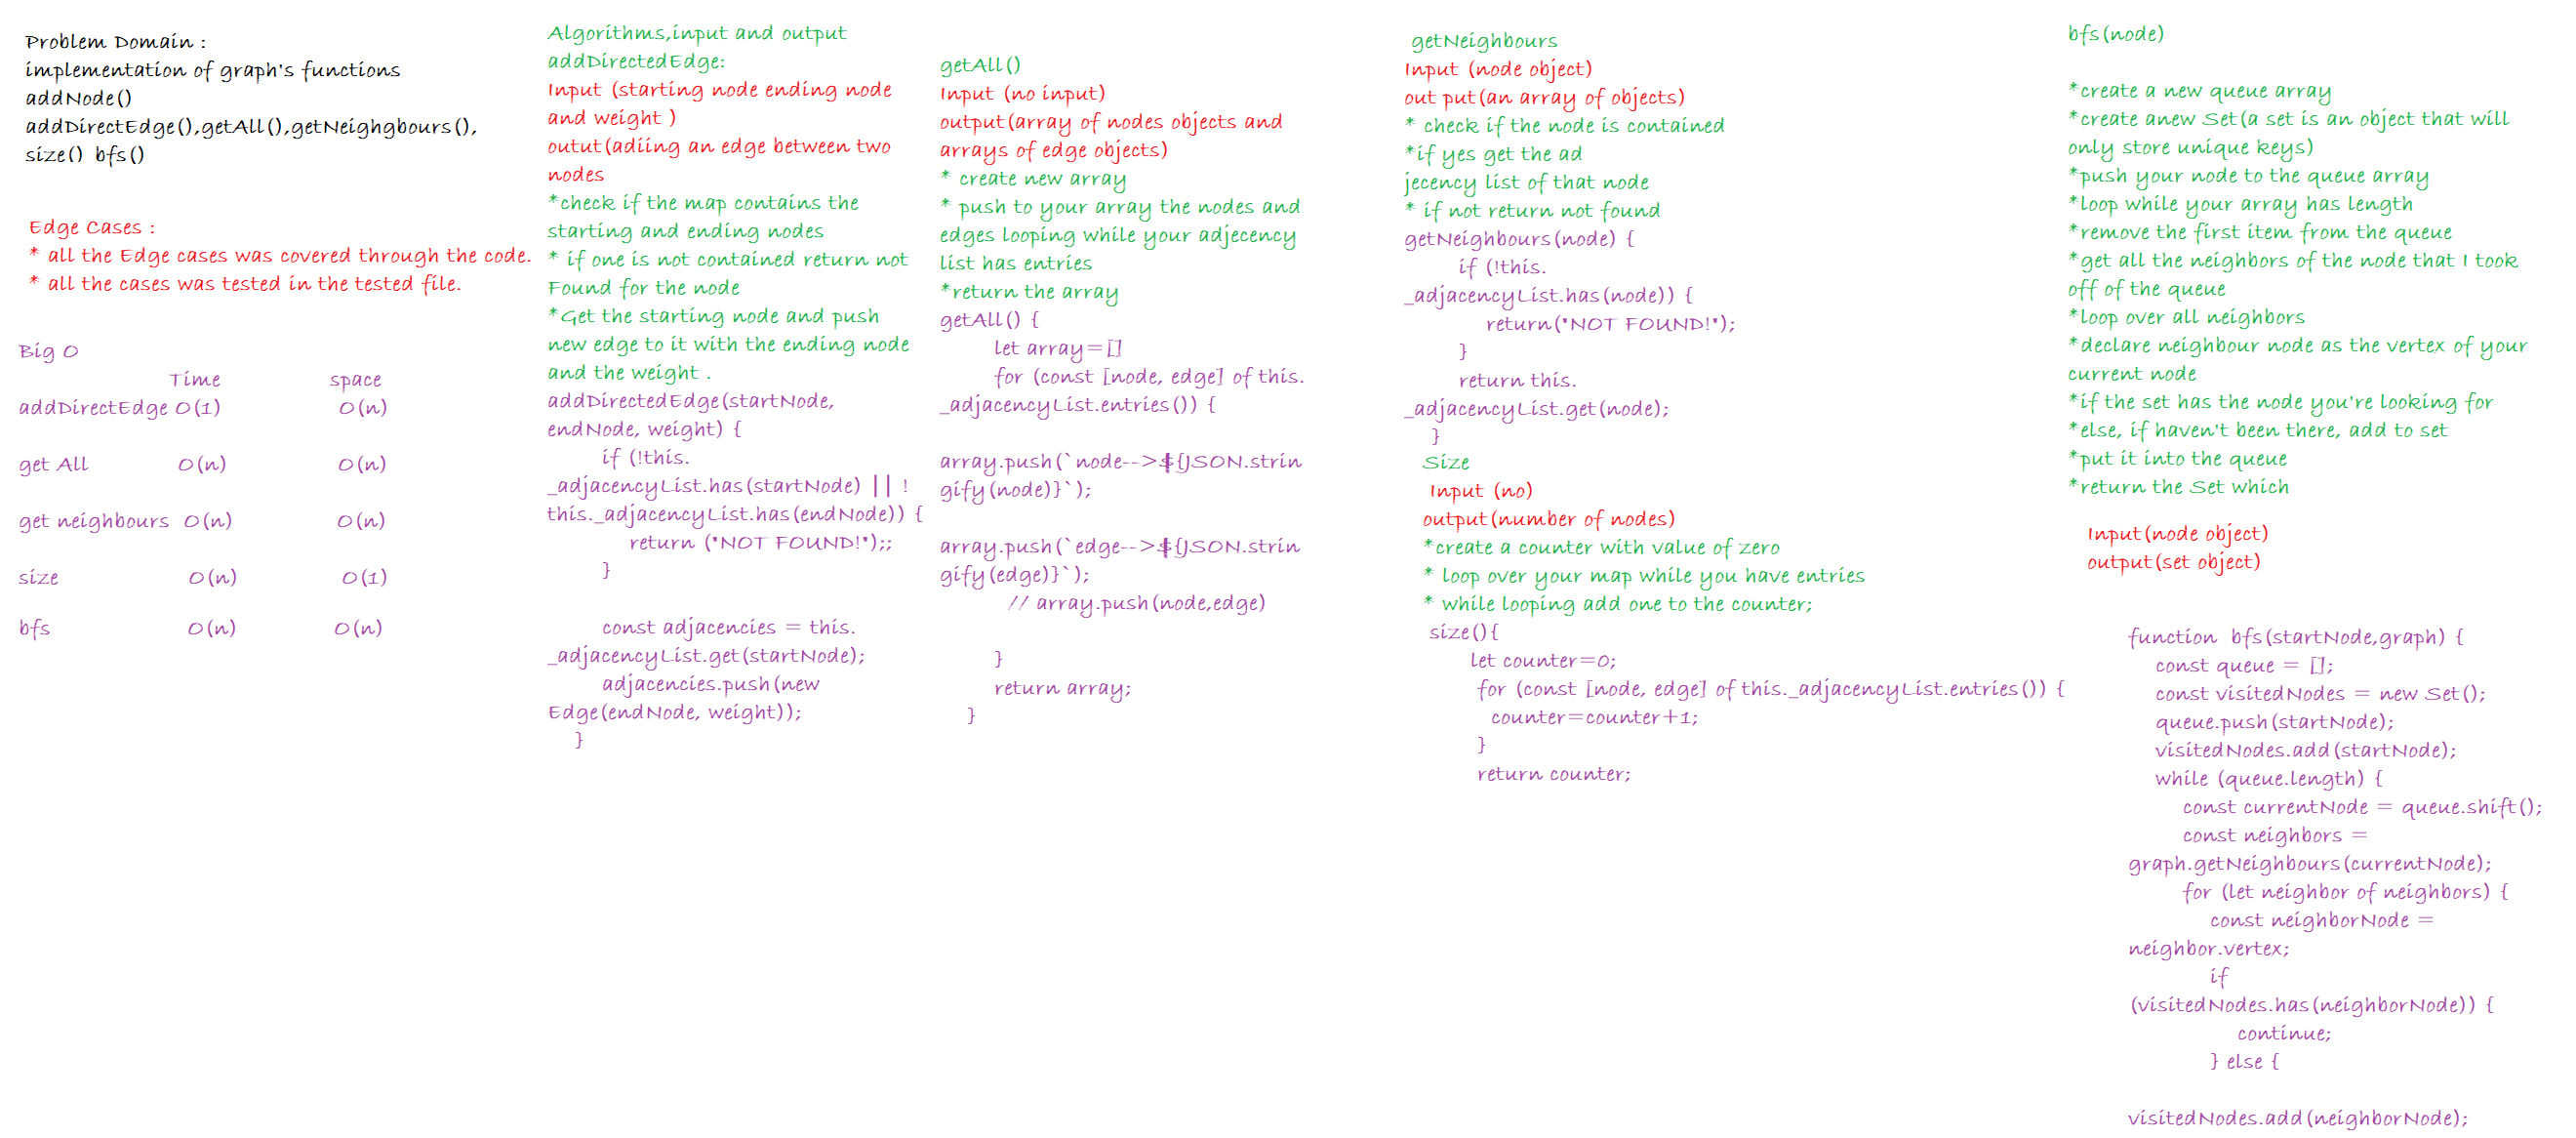 Problem Domain :
implementation of graph's functions
addNode()
addDirectEdge(),getAll(),getNeighgbours(),
size() bfs()
Edge Cases :
* all the Edge cases was covered through the code.
* all the cases was tested in the tested file.
Big O
Time space
addDirectEdge O(1) O(n)
get All O(n) O(n)
get neighbours O(n) O(n)
size O(n) O(1)
bfs O(n) O(n)
Algorithms,input and output
addDirectedEdge:
Input (starting node ending node
and weight )
outut(adiing an edge between two
nodes
*check if the map contains the
starting and ending nodes
* if one is not contained return not
Found for the node
*Get the starting node and push
new edge to it with the ending node
and the weight .
addDirectedEdge(startNode,
endNode, weight) {
if (!this.
_adjacencyList.has(startNode) || !
this._adjacencyList.has(endNode)) {
return ("NOT FOUND!");;
}
const adjacencies = this.
_adjacencyList.get(startNode);
adjacencies.push(new
Edge(endNode, weight));
}
getAll()
Input (no input)
output(array of nodes objects and
arrays of edge objects)
* create new array
* push to your array the nodes and
edges looping while your adjecency
list has entries
*return the array
getAll() {
let array=[]
for (const [node, edge] of this.
_adjacencyList.entries()) {
array.push(`node-->${JSON.strin
gify(node)}`);
array.push(`edge-->${JSON.strin
gify(edge)}`);
// array.push(node,edge)
}
return array;
}
getNeighbours
Input (node object)
out put(an array of objects)
* check if the node is contained
*if yes get the ad
jecency list of that node
* if not return not found
getNeighbours(node) {
if (!this.
_adjacencyList.has(node)) {
return("NOT FOUND!");
}
return this.
_adjacencyList.get(node);
}
Size
Input (no)
output(number of nodes)
*create a counter with value of zero
* loop over your map while you have entries
* while looping add one to the counter;
size(){
let counter=0;
for (const [node, edge] of this._adjacencyList.entries()) {
counter=counter+1;
}
return counter;
bfs(node)
*create a new queue array
*create anew Set(a set is an object that will
only store unique keys)
*push your node to the queue array
*loop while your array has length
*remove the first item from the queue
*get all the neighbors of the node that I took
off of the queue
*loop over all neighbors
*declare neighbour node as the vertex of your
current node
*if the set has the node you're looking for
*else, if haven't been there, add to set
*put it into the queue
*return the Set which
Input(node object)
output(set object)
function bfs(startNode,graph) {
const queue = [];
const visitedNodes = new Set();
queue.push(startNode);
visitedNodes.add(startNode);
while (queue.length) {
const currentNode = queue.shift();
const neighbors =
graph.getNeighbours(currentNode);
for (let neighbor of neighbors) {
const neighborNode =
neighbor.vertex;
if
(visitedNodes.has(neighborNode)) {
continue;
} else {
visitedNodes.add(neighborNode);